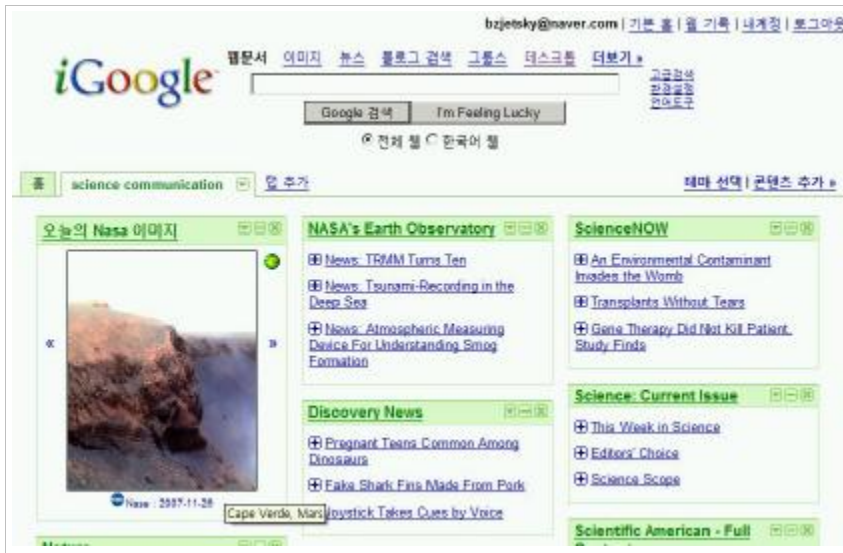 bzjetsky@naver.com | 기본 홈 | 웹 기록 | 내계정 | 로그아웃
iGoogle
웹문서 이미지 뉴스 블로그 검색 그룹스 데스크톱 더보기 »
고급검색
환경설정
언어도구
Google 검색 I'm Feeling Lucky
전체 웹 한국어 웹
홈 science communication 탭 추가
테마 선택 | 콘텐츠 추가 »
오늘의 Nasa 이미지
«
»
Nasa : 2007-11-26
Cape Verde, Mars
NASA's Earth Observatory
News: TRMM Turns Ten
News: Tsunami-Recording in the
Deep Sea
News: Atmospheric Measuring
Device For Understanding Smog
Formation
Discovery News
Pregnant Teens Common Among
Dinosaurs
Fake Shark Fins Made From Pork
Joystick Takes Cues by Voice
ScienceNOW
An Environmental Contaminant
Invades the Womb
Transplants Without Tears
Gene Therapy Did Not Kill Patient,
Study Finds
Science: Current Issue
This Week in Science
Editors' Choice
Science Scope
Scientific American - Full